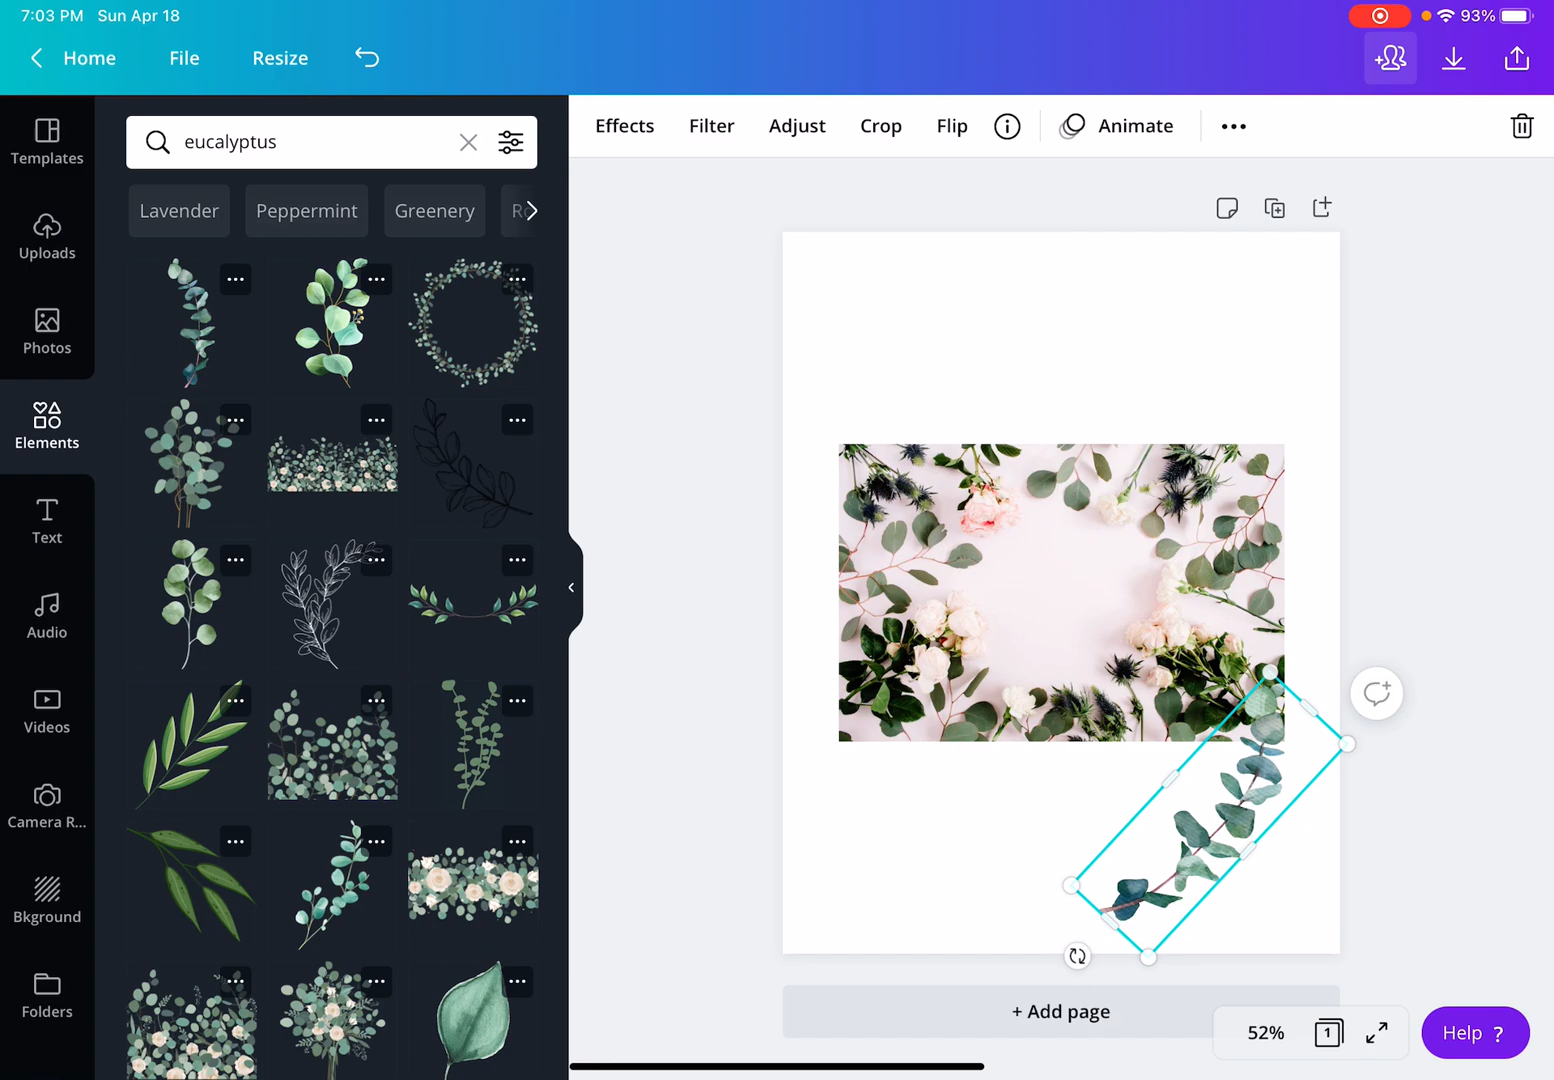 7:03 PM Sun Apr 18
93%
Home File Resize
Templates
Uploads
Photos
Elements
Text
Audio
Videos
Camera R...
Bkground
Folders
eucalyptus
Lavender Peppermint Greenery
Effects Filter Adjust Crop Flip Animate
+ Add page
52% 1
Help ?